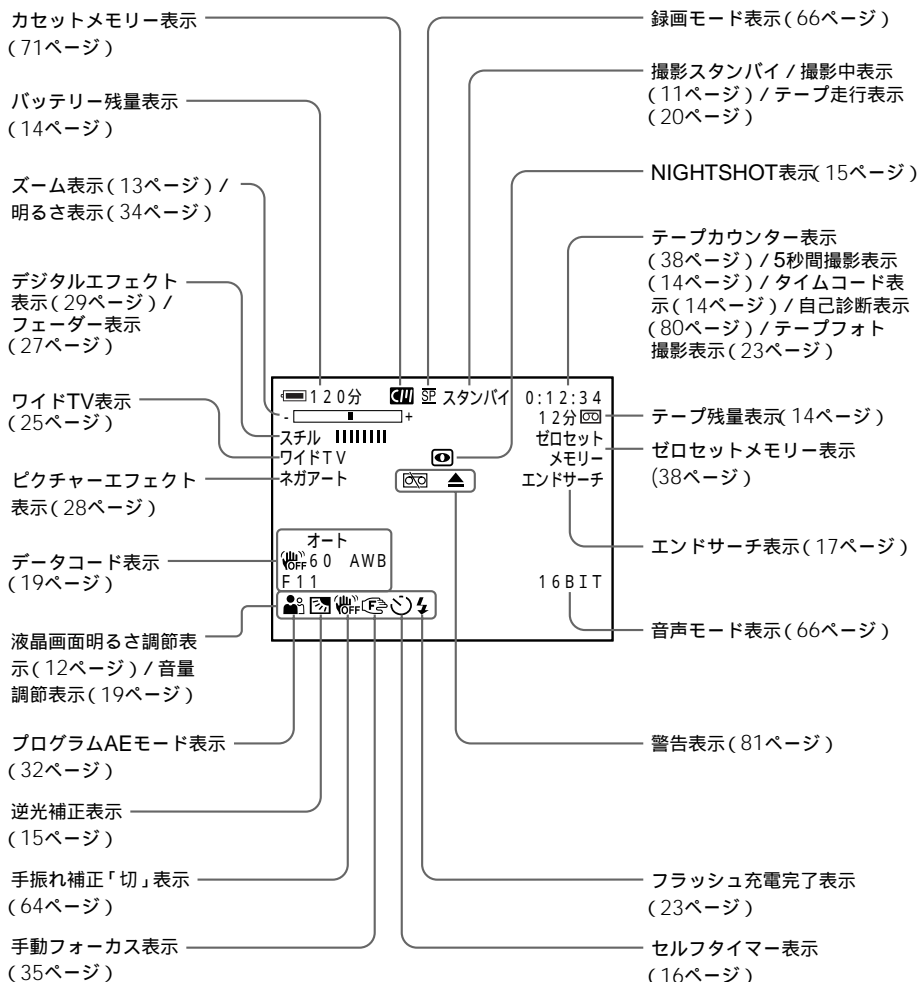 カセットメモリー表示
(71ページ)
バッテリー残量表示
(14ページ)
ズーム表示(13ページ)/
明るさ表示(34ページ)
デジタルエフェクト
表示(29ページ)/
フェーダー表示
(27ページ)
ワイドTV表示
(25ページ)
ピクチャーエフェクト
表示(28ページ)
データコード表示
(19ページ)
液晶画面明るさ調節表
示(12ページ)/音量
調節表示(19ページ)
プログラムAEモード表示
(32ページ)
逆光補正表示
(15ページ)
手振れ補正「切」表示
(64ページ)
手動フォーカス表示
(35ページ)
120分 CM SP スタンバイ 0:12:34
- + 12分
スチル ゼロセット
ワイドTV メモリー
ネガアート エンドサーチ
オート
OFF 60 AWB
F11 16BIT
OFF F
録画モード表示(66ページ)
撮影スタンバイ/撮影中表示
(11ページ)/テープ走行表示
(20ページ)
NIGHTSHOT表示(15ページ)
テープカウンター表示
(38ページ)/5秒間撮影表示
(14ページ)/タイムコード表
示(14ページ)/自己診断表示
(80ページ)/テープフォト
撮影表示(23ページ)
テープ残量表示(14ページ)
ゼロセットメモリー表示
(38ページ)
エンドサーチ表示(17ページ)
音声モード表示(66ページ)
警告表示(81ページ)
フラッシュ充電完了表示
(23ページ)
セルフタイマー表示
(16ページ)